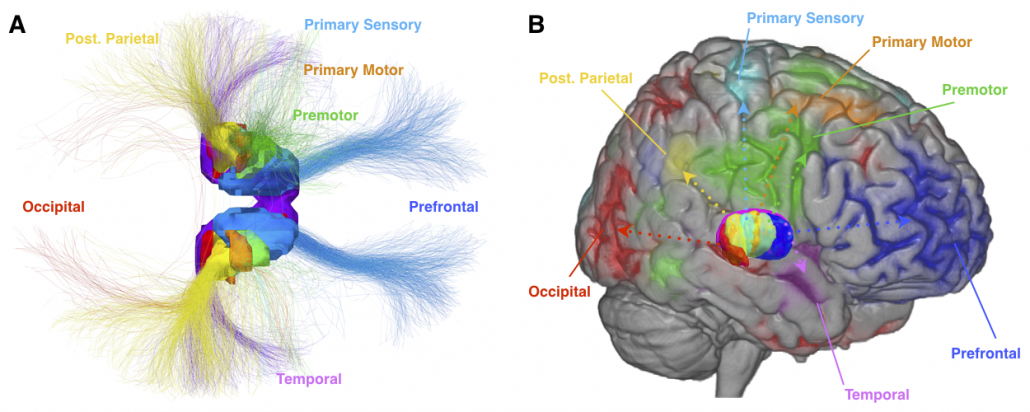 A
Post. Parietal
Primary Sensory
Primary Motor
Premotor
Occipital
Prefrontal
Temporal
B
Primary Sensory
Primary Motor
Post. Parietal
Premotor
Occipital
Prefrontal
Temporal